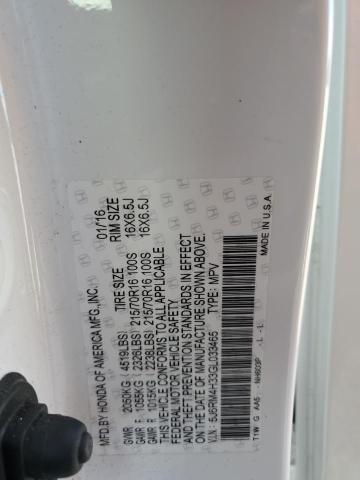 MFD.BY HONDA OF AMERICA MFG.,INC. 01/16
TIRE SIZE RIM SIZE
GVWR 2050KG (4519LBS)
GAWR F 1055KG (2326LBS) 215/70R16 100S 16X6.5J
GAWR R 1015KG (2238LBS) 215/70R16 100S 16X6.5J
THIS VEHICLE CONFORMS TO ALL APPLICABLE
FEDERAL MOTOR VEHICLE SAFETY
AND THEFT PREVENTION STANDARDS IN EFFECT
ON THE DATE OF MANUFACTURE SHOWN ABOVE.
V.I.N: 5J6RM4H33GL033465 TYPE: MPV
T1W G AA5 NH603P -L -L MADE IN U.S.A.